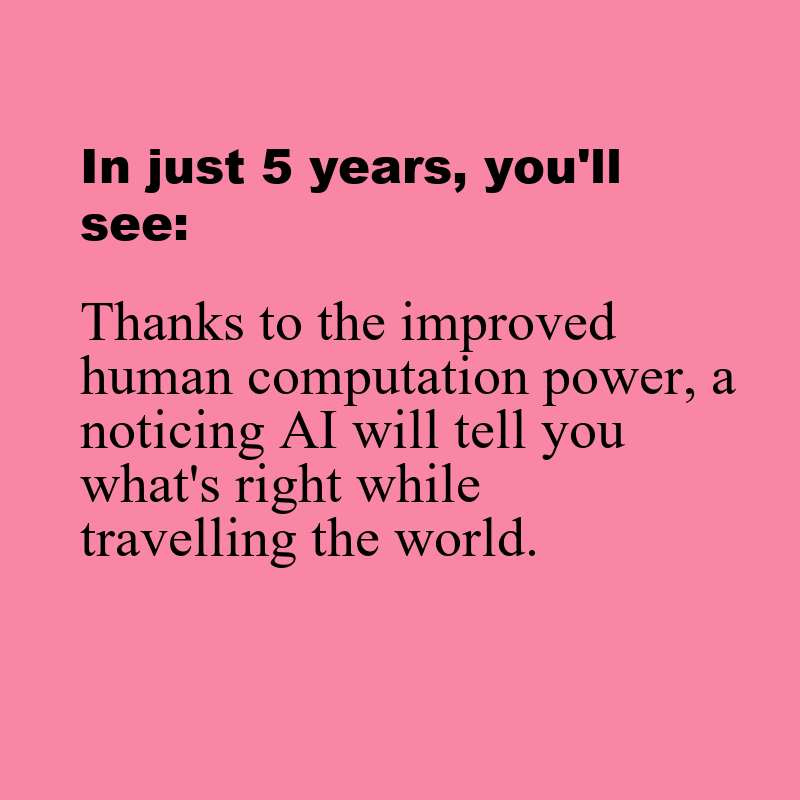 In just 5 years, you'll
see:
Thanks to the improved
human computation power, a
noticing AI will tell you
what's right while
travelling the world.